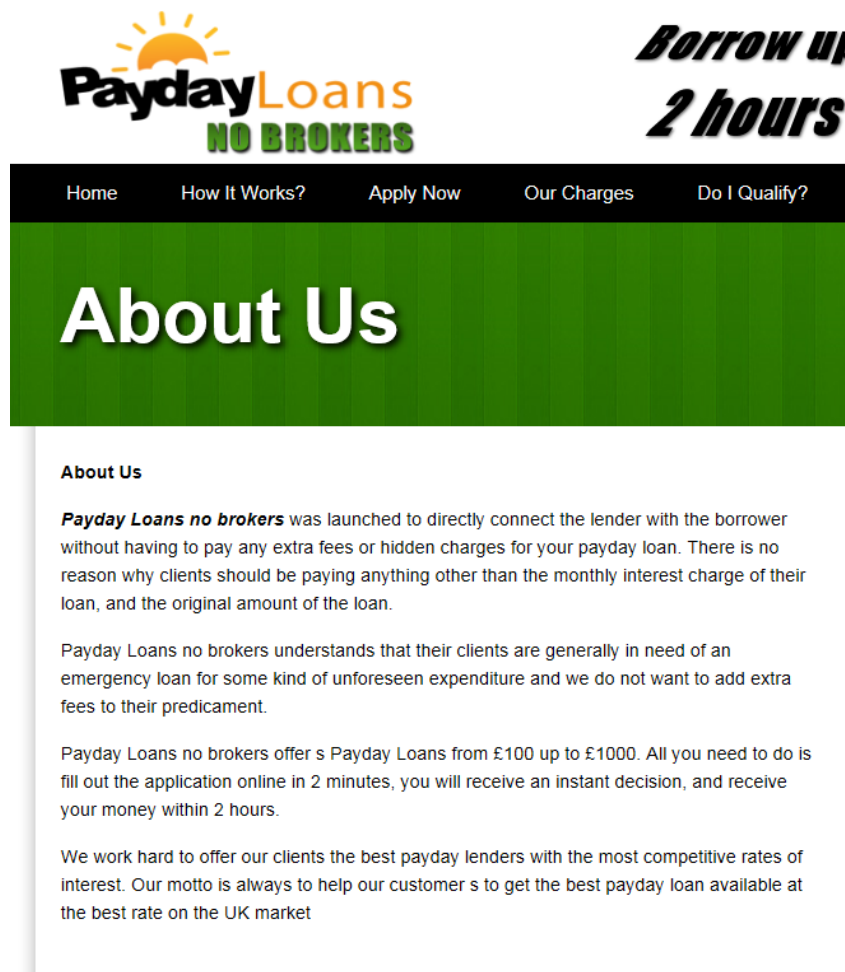 Borrow up
PaydayLoans
2 hours
NO BROKERS
Home How It Works? Apply Now Our Charges Do I Qualify?
About Us
About Us
Payday Loans no brokers was launched to directly connect the lender with the borrower
without having to pay any extra fees or hidden charges for your payday loan. There is no
reason why clients should be paying anything other than the monthly interest charge of their
loan, and the original amount of the loan.
Payday Loans no brokers understands that their clients are generally in need of an
emergency loan for some kind of unforeseen expenditure and we do not want to add extra
fees to their predicament.
Payday Loans no brokers offer s Payday Loans from £100 up to £1000. All you need to do is
fill out the application online in 2 minutes, you will receive an instant decision, and receive
your money within 2 hours.
We work hard to offer our clients the best payday lenders with the most competitive rates of
interest. Our motto is always to help our customer s to get the best payday loan available at
the best rate on the UK market